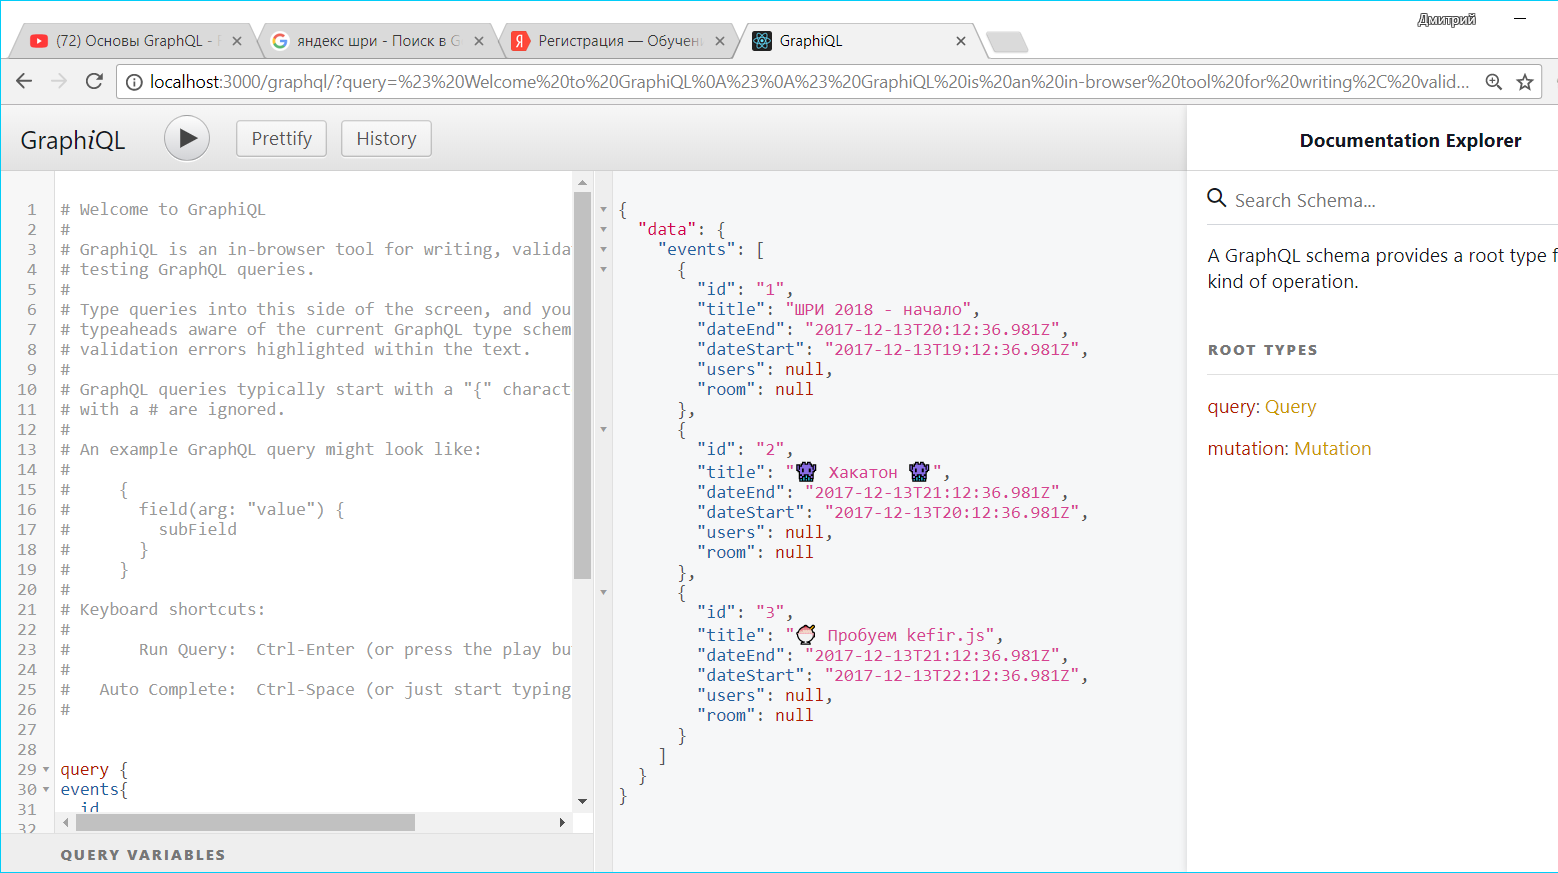 Дмитрий
(72) Основы GraphQL -
яндекс шри - Поиск в G
Регистрация — Обучени
GraphiQL
localhost:3000/graphql/?query=%23%20Welcome%20to%20GraphiQL%0A%23%0A%23%20GraphiQL%20is%20an%20in-browser%20tool%20for%20writing%2C%20valid...
GraphiQL
Prettify
History
Documentation Explorer
1 # Welcome to GraphiQL
2 #
3 # GraphiQL is an in-browser tool for writing, valida
4 # testing GraphQL queries.
5 #
6 # Type queries into this side of the screen, and you
7 # typeaheads aware of the current GraphQL type schem
8 # validation errors highlighted within the text.
9 #
10 # GraphQL queries typically start with a "{" charact
11 # with a # are ignored.
12 #
13 # An example GraphQL query might look like:
14 #
15 # {
16 # field(arg: "value") {
17 # subField
18 # }
19 # }
20 #
21 # Keyboard shortcuts:
22 #
23 # Run Query: Ctrl-Enter (or press the play bu
24 #
25 # Auto Complete: Ctrl-Space (or just start typing
26 #
27
28
29 query {
30 events{
31 id
32
QUERY VARIABLES
{
"data": {
"events": [
{
"id": "1",
"title": "ШРИ 2018 - начало",
"dateEnd": "2017-12-13T20:12:36.981Z",
"dateStart": "2017-12-13T19:12:36.981Z",
"users": null,
"room": null
},
{
"id": "2",
"title": "👾 Хакатон 👾",
"dateEnd": "2017-12-13T21:12:36.981Z",
"dateStart": "2017-12-13T20:12:36.981Z",
"users": null,
"room": null
},
{
"id": "3",
"title": "🍚 Пробуем kefir.js",
"dateEnd": "2017-12-13T21:12:36.981Z",
"dateStart": "2017-12-13T22:12:36.981Z",
"users": null,
"room": null
}
]
}
}
Search Schema...
A GraphQL schema provides a root type f
kind of operation.
ROOT TYPES
query: Query
mutation: Mutation